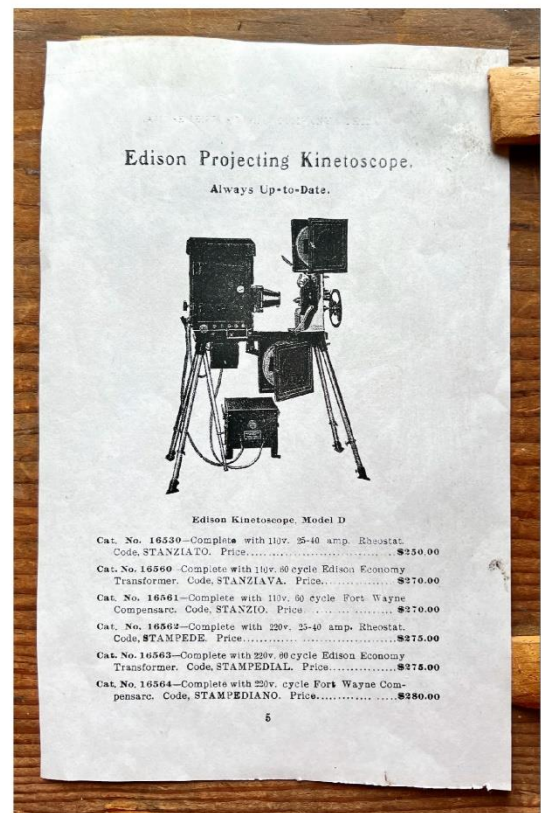 Edison Projecting Kinetoscope.
Always Up-to-Date.
Edison Kinetoscope, Model D
Cat. No. 16530—Complete with 110v. 25-40 amp. Rheostat.
Code, STANZIATO. Price....................................$250.00
Cat. No. 16560—Complete with 110v. 60 cycle Edison Economy
Transformer. Code, STANZIAVA. Price..................$270.00
Cat. No. 16561—Complete with 110v. 60 cycle Fort Wayne
Compensarc. Code, STANZIO. Price......................$270.00
Cat. No. 16562—Complete with 220v. 25-40 amp. Rheostat.
Code, STAMPEDE. Price.....................................$275.00
Cat. No. 16563—Complete with 220v. 60 cycle Edison Economy
Transformer. Code, STAMPEDIAL. Price................$275.00
Cat. No. 16564—Complete with 220v. cycle Fort Wayne Com-
pensarc. Code, STAMPEDIANO. Price...................$280.00
5